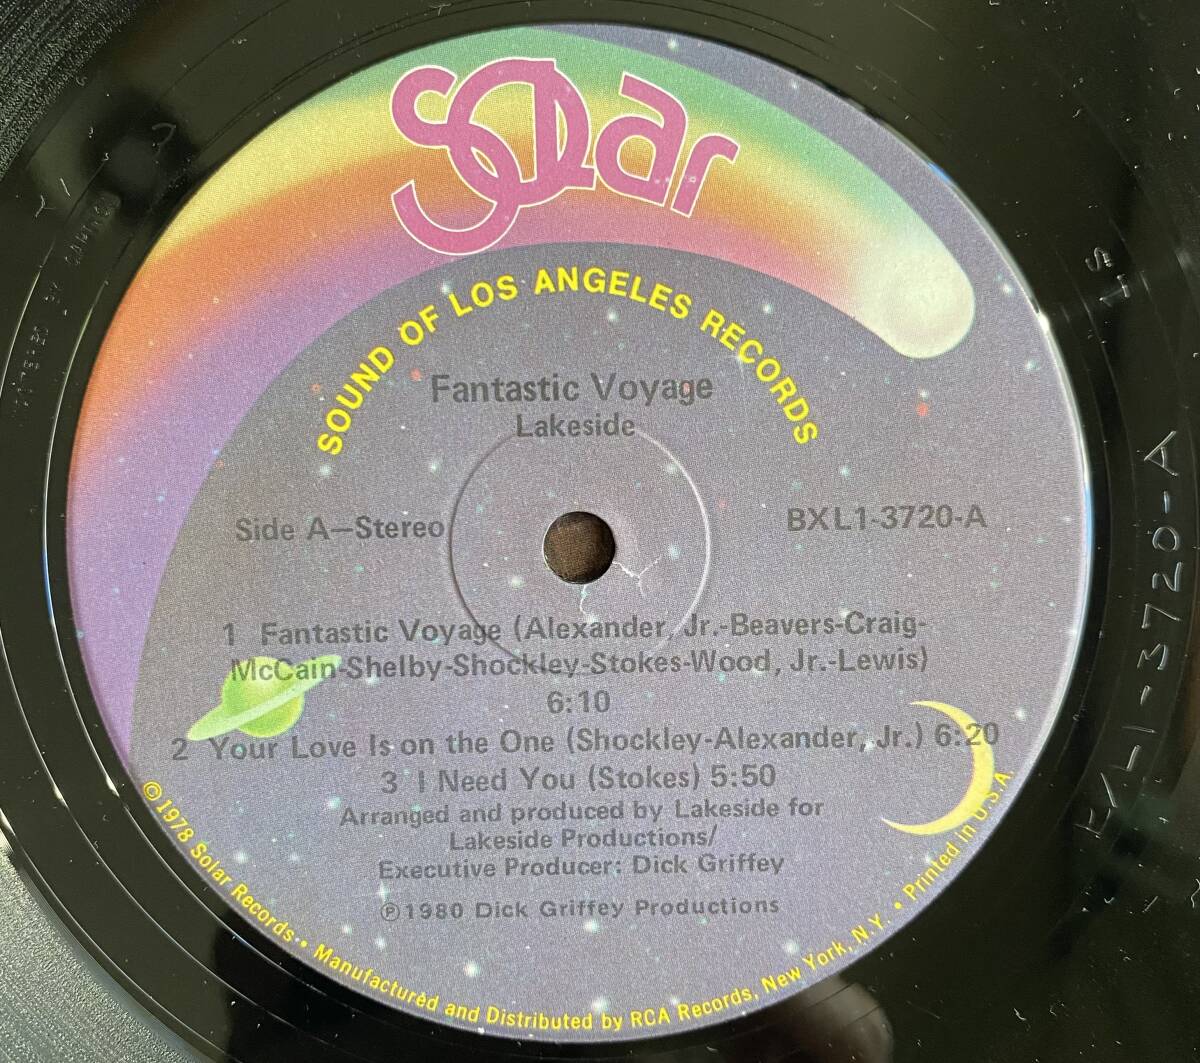 Solar
SOUND OF LOS ANGELES RECORDS
Fantastic Voyage
Lakeside
Side A—Stereo
BXL1-3720-A
1 Fantastic Voyage (Alexander, Jr.-Beavers-Craig-
McCain-Shelby-Shockley-Stokes-Wood, Jr.-Lewis)
6:10
2 Your Love Is on the One (Shockley-Alexander, Jr.) 6:20
3 I Need You (Stokes) 5:50
Arranged and produced by Lakeside for
Lakeside Productions/
Executive Producer: Dick Griffey
℗1980 Dick Griffey Productions
©1978 Solar Records • Manufactured and Distributed by RCA Records, New York, N.Y. • Printed in U.S.A.